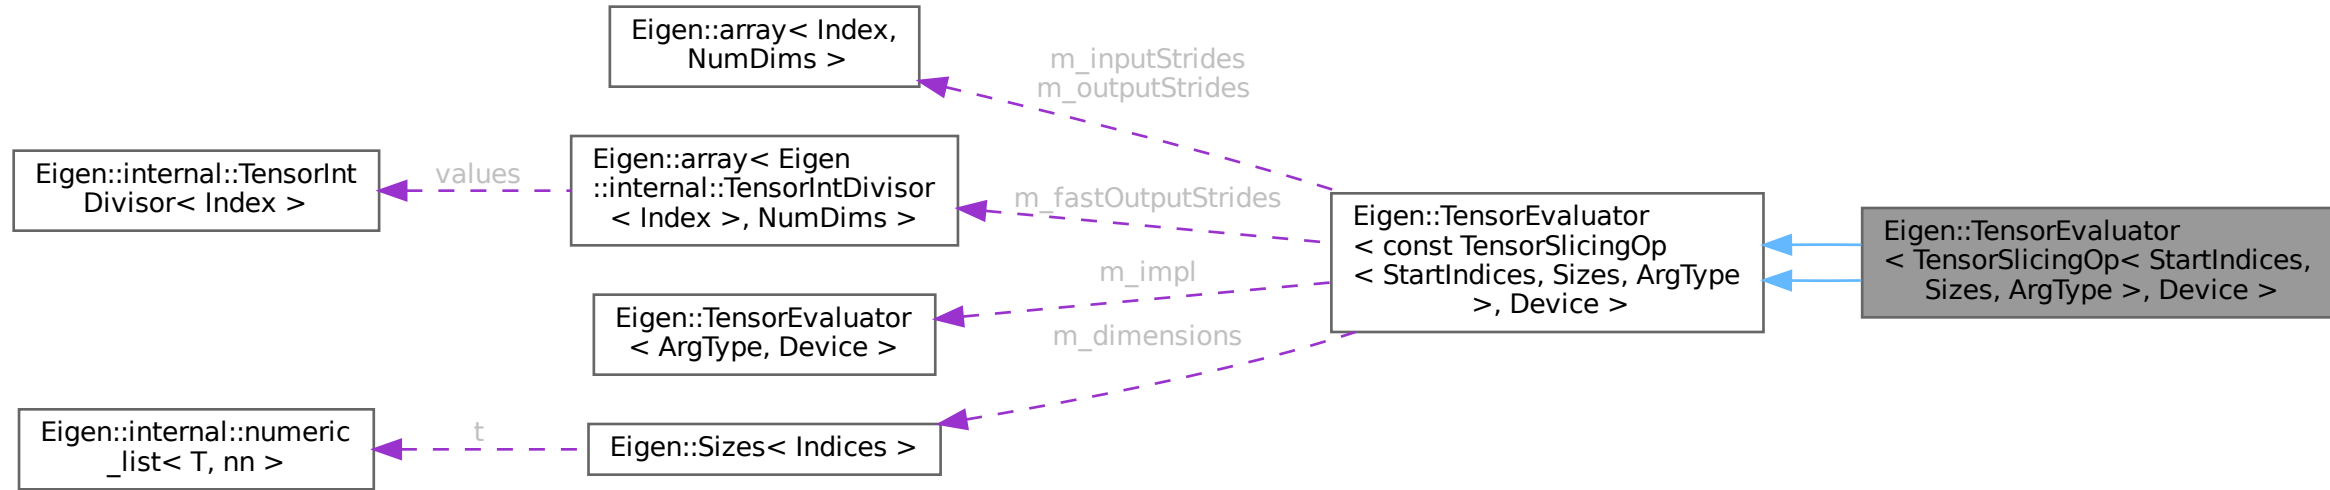 Eigen::array< Index,
NumDims >
m_inputStrides
m_outputStrides
Eigen::internal::TensorInt
Divisor< Index >
values
Eigen::array< Eigen
::internal::TensorIntDivisor
< Index >, NumDims >
m_fastOutputStrides
Eigen::TensorEvaluator
< const TensorSlicingOp
< StartIndices, Sizes, ArgType
>, Device >
Eigen::TensorEvaluator
< TensorSlicingOp< StartIndices,
Sizes, ArgType >, Device >
m_impl
Eigen::TensorEvaluator
< ArgType, Device >
m_dimensions
Eigen::internal::numeric
_list< T, nn >
t
Eigen::Sizes< Indices >